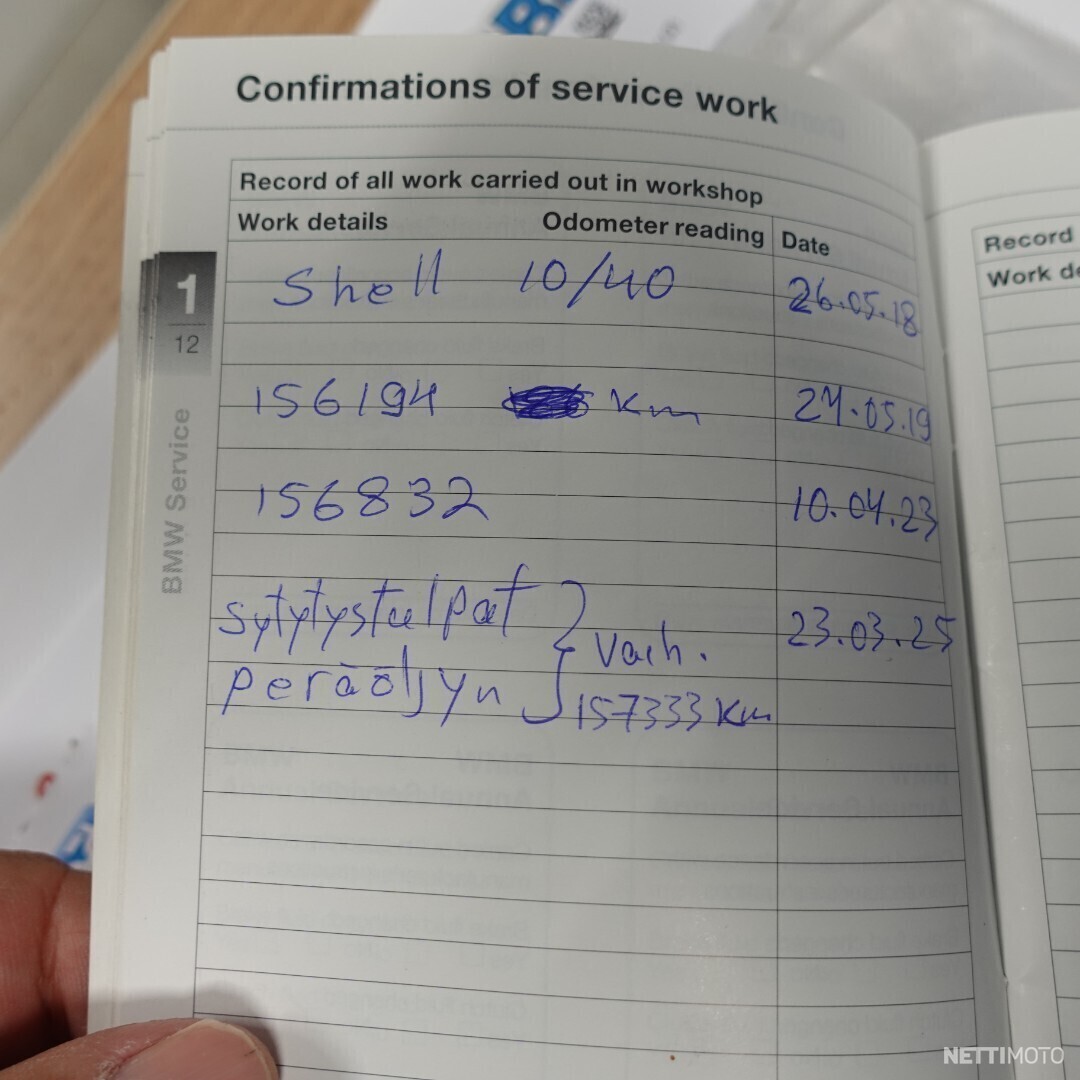 Confirmations of service work
Record of all work carried out in workshop
Work details Odometer reading Date
Shell 10/40 26.05.18
156194 Km 24.05.19
156832 10.04.23
sytytystulpat 23.03.25
peräöljyn vaih.
157333 Km
1
12
BMW Service
Record
Work de
NETTIMOTO